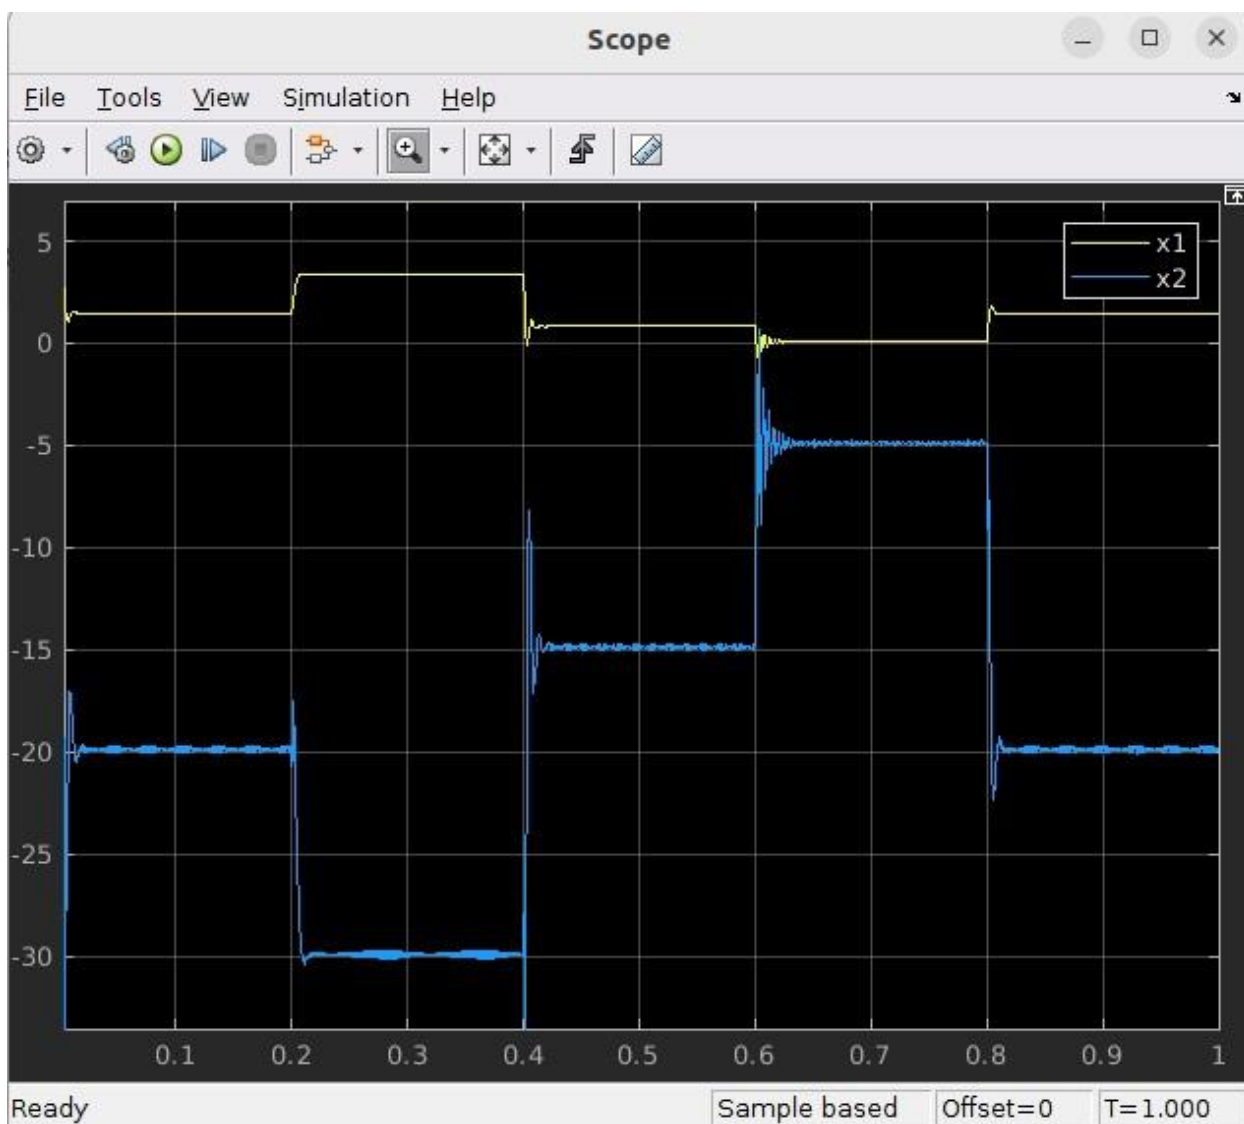 Scope
File Tools View Simulation Help
x1
x2
5
0
-5
-10
-15
-20
-25
-30
0.1 0.2 0.3 0.4 0.5 0.6 0.7 0.8 0.9 1
Ready Sample based Offset=0 T=1.000